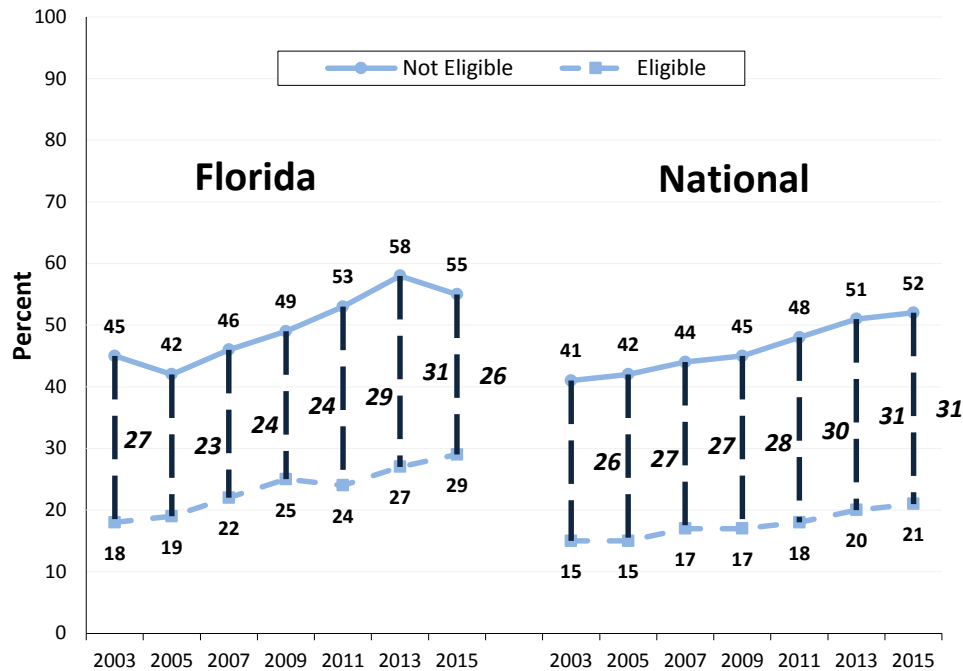 100
90
80
70
60
50
40
30
20
10
0
Percent
Not Eligible Eligible
Florida National
45 42 46 49 53 58 55
27 23 24 24 29 31 26
18 19 22 25 24 27 29
41 42 44 45 48 51 52
26 27 27 28 30 31 31
15 15 17 17 18 20 21
2003 2005 2007 2009 2011 2013 2015 2003 2005 2007 2009 2011 2013 2015